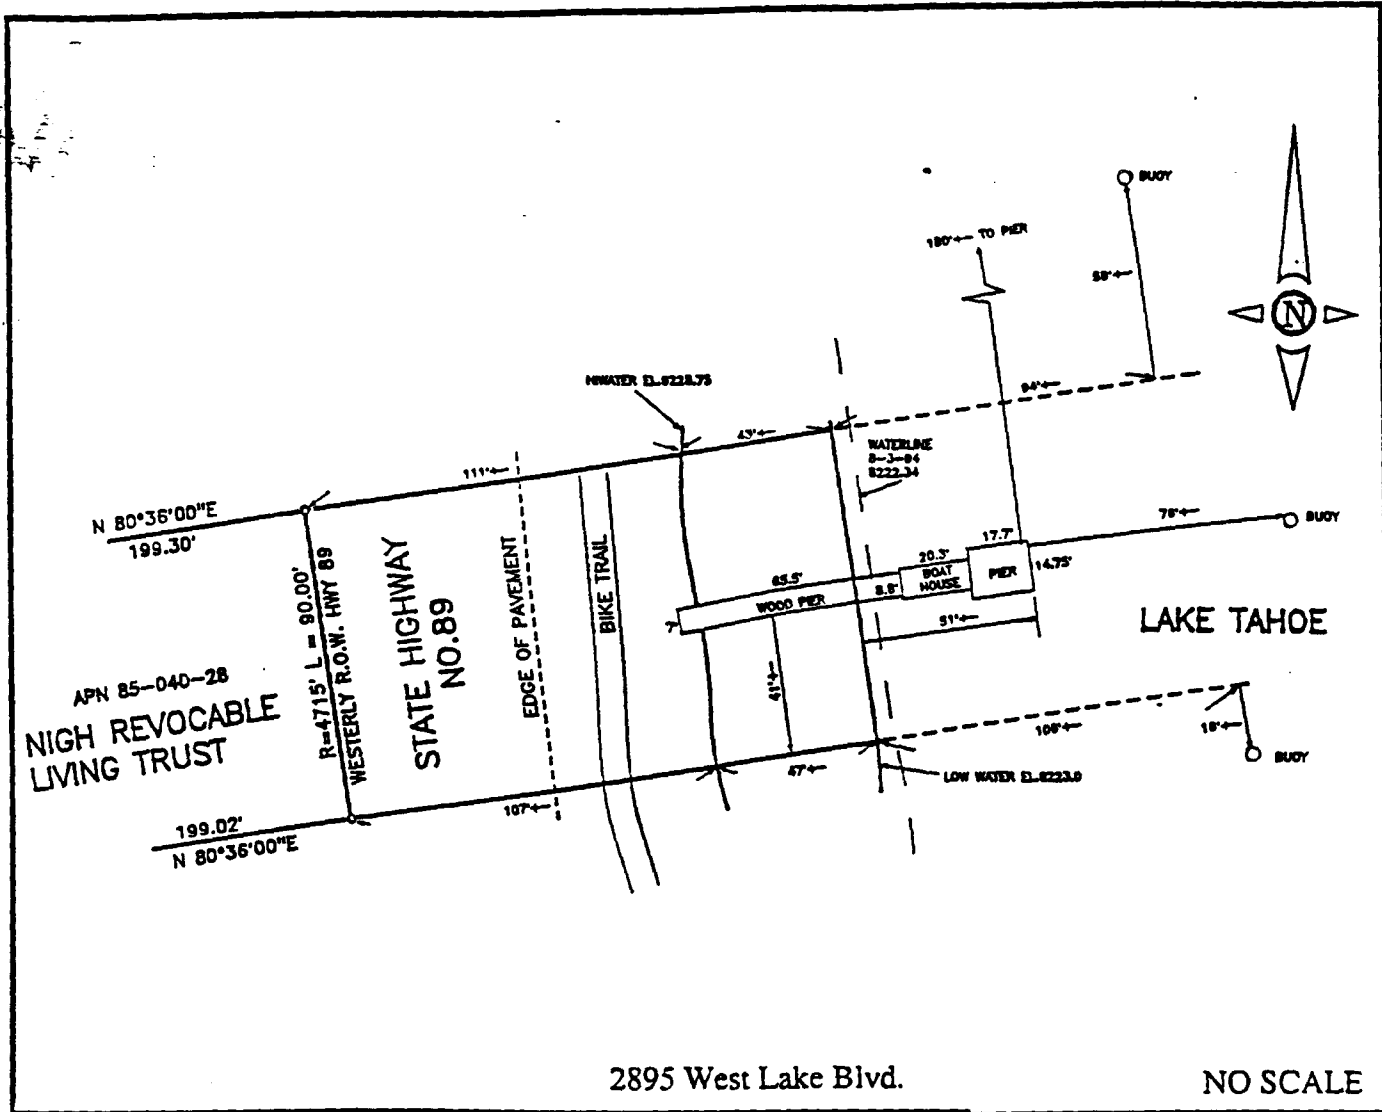 BUOY
180'± TO PIER
58'±
N
HIWATER EL.6228.75
94'±
43'±
WATERLINE
8-3-94
6222.34
111'±
N 80°36'00"E
199.30'
76'±
BUOY
17.7'
20.3'
BOAT
HOUSE
PIER
14.75'
65.5'
WOOD PIER
7'
51'±
LAKE TAHOE
R=4715' L = 90.00'
WESTERLY R.O.W. HWY 89
STATE HIGHWAY
NO.89
EDGE OF PAVEMENT
BIKE TRAIL
41'±
APN 85-040-28
NIGH REVOCABLE
LIVING TRUST
18'±
BUOY
47'±
LOW WATER EL.6223.0
107'±
199.02'
N 80°36'00"E
2895 West Lake Blvd.
NO SCALE